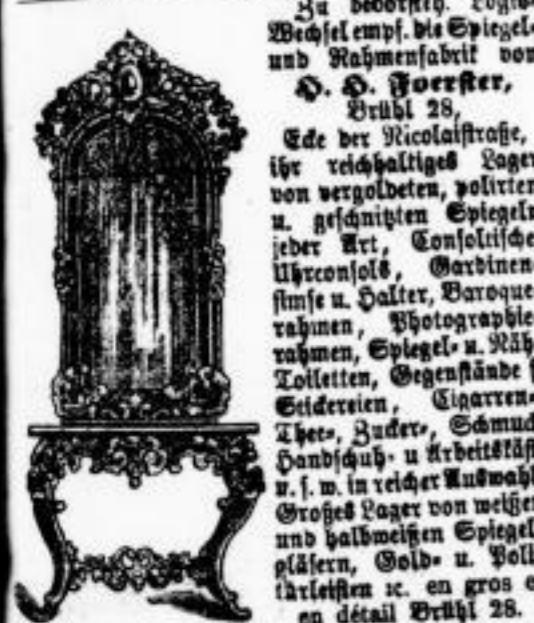 Zu bevorsteh. Logis-
Wechsel empf. die Spiegel-
und Rahmenfabrik von
H. H. Foerster,
Brühl 28,
Ecke der Nicolaistraße,
ihr reichhaltiges Lager
von vergoldeten, polirten
u. geschnitzten Spiegeln
jeder Art, Consoltische
Uhrconsols, Gardinen-
simse u. Halter, Baroque-
rahmen, Photographie-
rahmen, Spiegel- u. Näh-
Toiletten, Gegenstände
Stickereien, Cigarren-
Thee-, Zucker-, Schmuck
Handschuh- u Arbeitskäst
u. s. w. in reicher Auswahl
Großes Lager von weißen
und halbweißen Spiegel
gläsern, Gold- u. Poli
tärleisten ꝛc. en gros e
en détail Brühl 28.